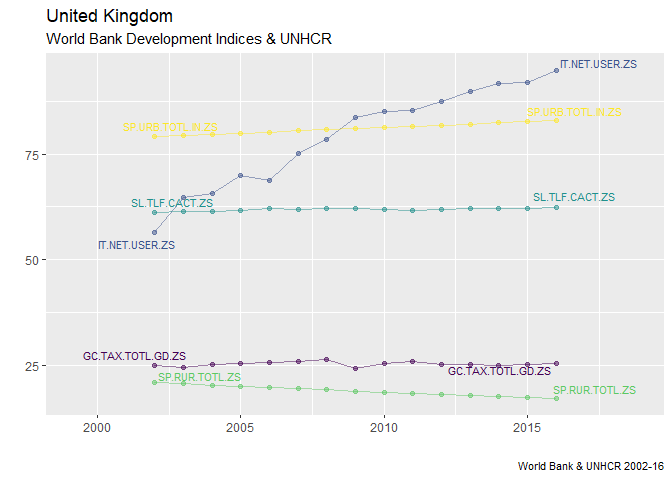 United Kingdom
World Bank Development Indices & UNHCR
IT.NET.USER.ZS
SP.URB.TOTL.IN.ZS
SP.URB.TOTL.IN.ZS
75
SL.TLF.CACT.ZS
SL.TLF.CACT.ZS
IT.NET.USER.ZS
50
GC.TAX.TOTL.GD.ZS
25
GC.TAX.TOTL.GD.ZS
SP.RUR.TOTL.ZS
SP.RUR.TOTL.ZS
2000 2005 2010 2015
World Bank & UNHCR 2002-16